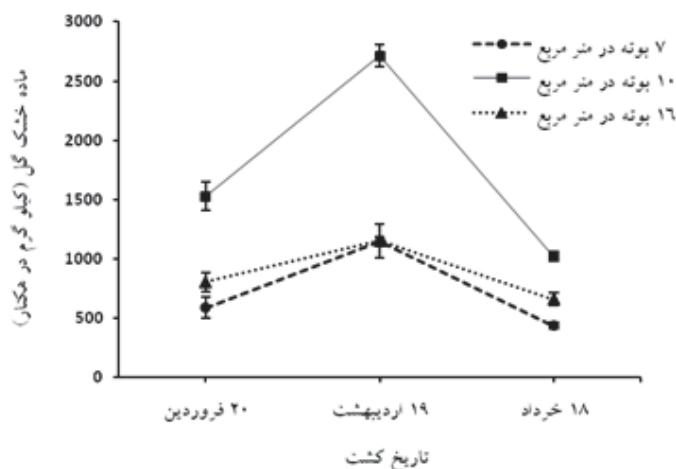 3000
2500
2000
1500
1000
500
0
ماده خشک گل (کیلو گرم در هکتار)
۷ بوته در متر مربع
۱۰ بوته در متر مربع
۱۶ بوته در متر مربع
۲۰ فروردین ۱۹ اردیبهشت ۱۸ خرداد
تاریخ کشت